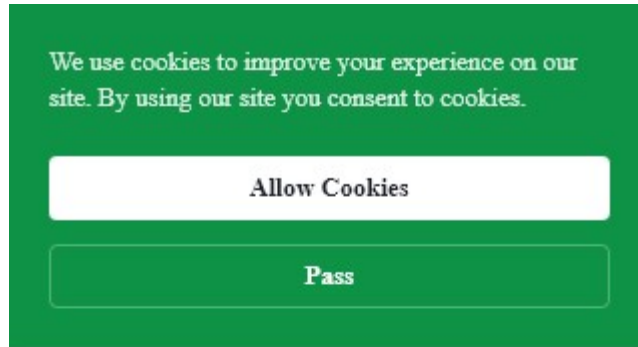 We use cookies to improve your experience on our
site. By using our site you consent to cookies.
Allow Cookies
Pass